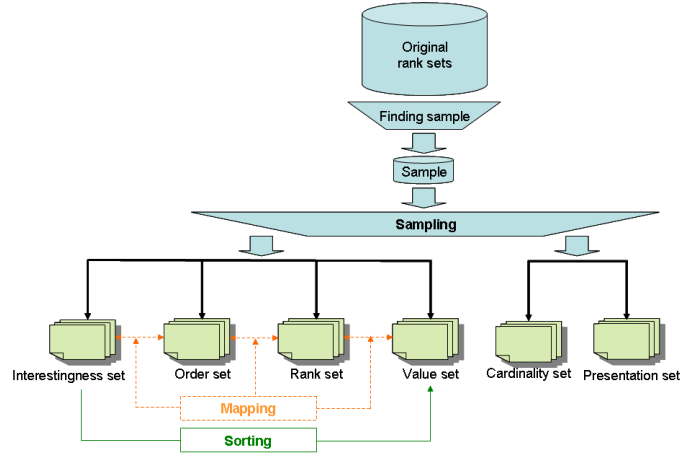 Original
rank sets
Finding sample
Sample
Sampling
Interestingness set
Order set
Rank set
Value set
Cardinality set
Presentation set
Mapping
Sorting